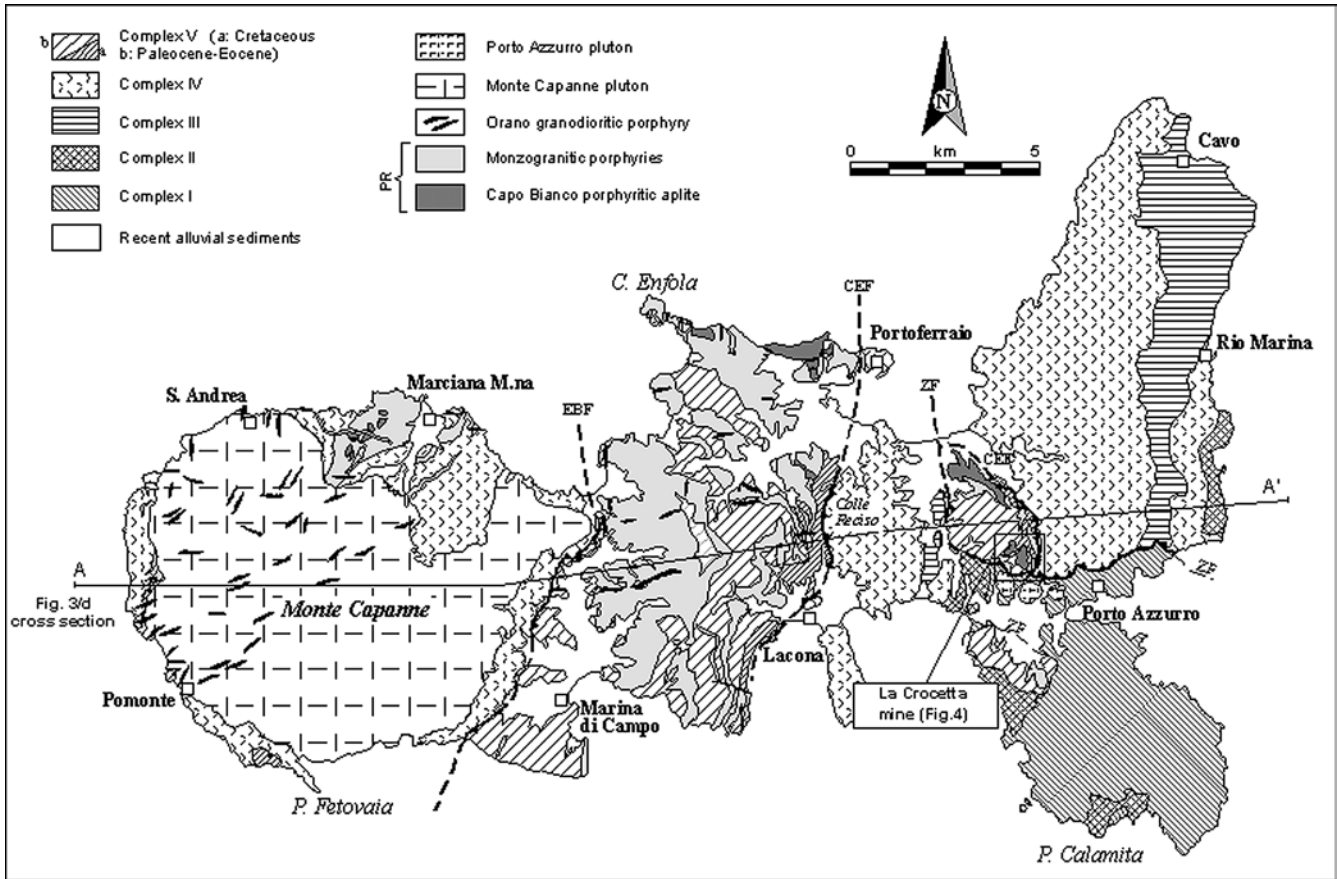 b
a
Complex V (a: Cretaceous
b: Paleocene-Eocene)
Complex IV
Complex III
Complex II
Complex I
Recent alluvial sediments
Porto Azzurro pluton
Monte Capanne pluton
Orano granodioritic porphyry
PR
Monzogranitic porphyries
Capo Bianco porphyritic aplite
N
0 km 5
Cavo
C. Enfola
CEF
Portoferraio
Rio Marina
S. Andrea
Marciana M.na
EBF
ZF
CEF
A'
Colle
Reciso
A
Fig. 3/d
cross section
Monte Capanne
ZF
Porto Azzurro
ZF
Lacona
Pomonte
Marina
di Campo
La Crocetta
mine (Fig.4)
P. Fetovaia
P. Calamita